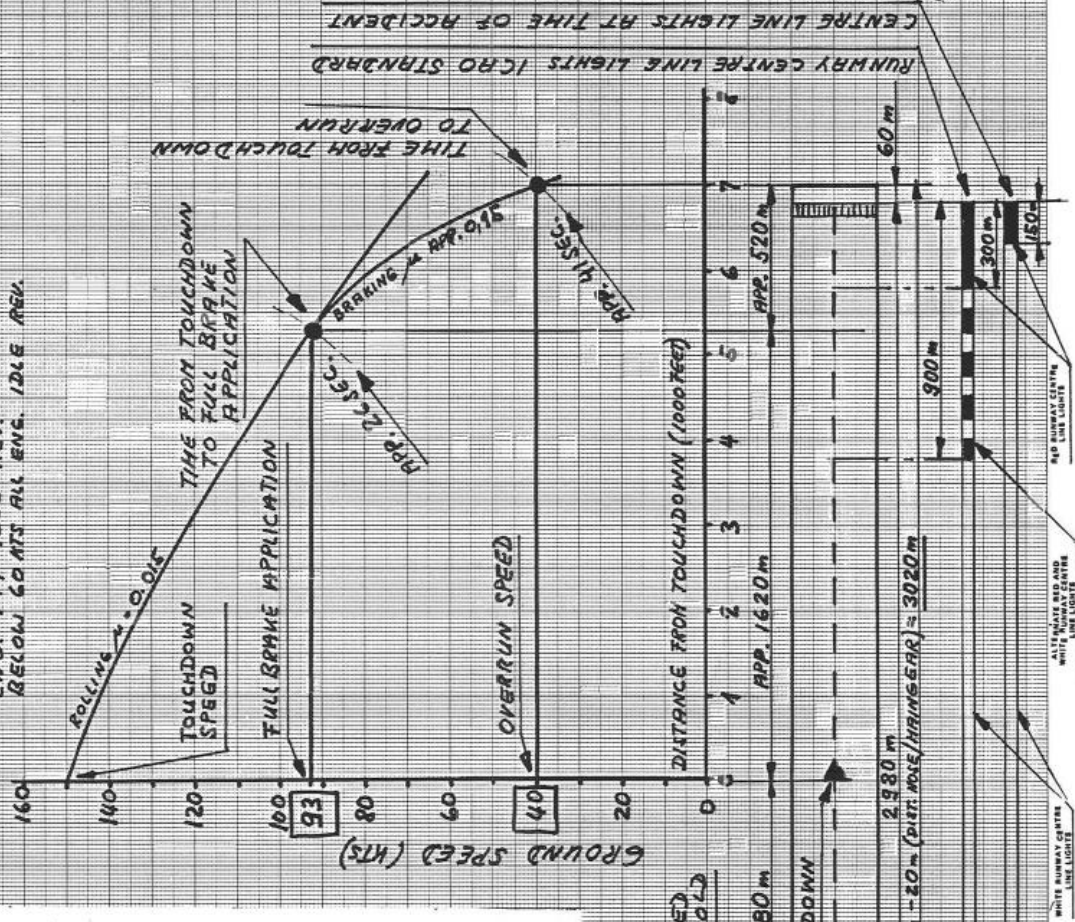 BELOW 60 KTS ALL ENG. IDLE REV.
160
140
120
100
93
80
60
40
20
0
GROUND SPEED (KTS)
ROLLING μ = 0.015
TOUCHDOWN
SPEED
TIME FROM TOUCHDOWN
TO FULL BRAKE
APPLICATION
FULL BRAKE APPLICATION
APP. 26 SEC.
BRAKING μ APP. 0,15
TIME FROM TOUCHDOWN
TO OVERRUN
APP. 41 SEC.
OVERRUN SPEED
DISTANCE FROM TOUCHDOWN (1000 FEET)
0 1 2 3 4 5 6 7 8
RUNWAY CENTRE LINE LIGHTS ICAO STANDARD
CENTRE LINE LIGHTS AT TIME OF ACCIDENT
80 m
APP. 1620 m
APP. 520 m
60 m
DOWN
2980 m
-20 m (DIST. NOSE/MAINGEAR) = 3020 m
900 m
300 m
150 m
WHITE RUNWAY CENTRE
LINE LIGHTS
ALTERNATE RED AND
WHITE RUNWAY CENTRE
LINE LIGHTS
RED RUNWAY CENTRE
LINE LIGHTS